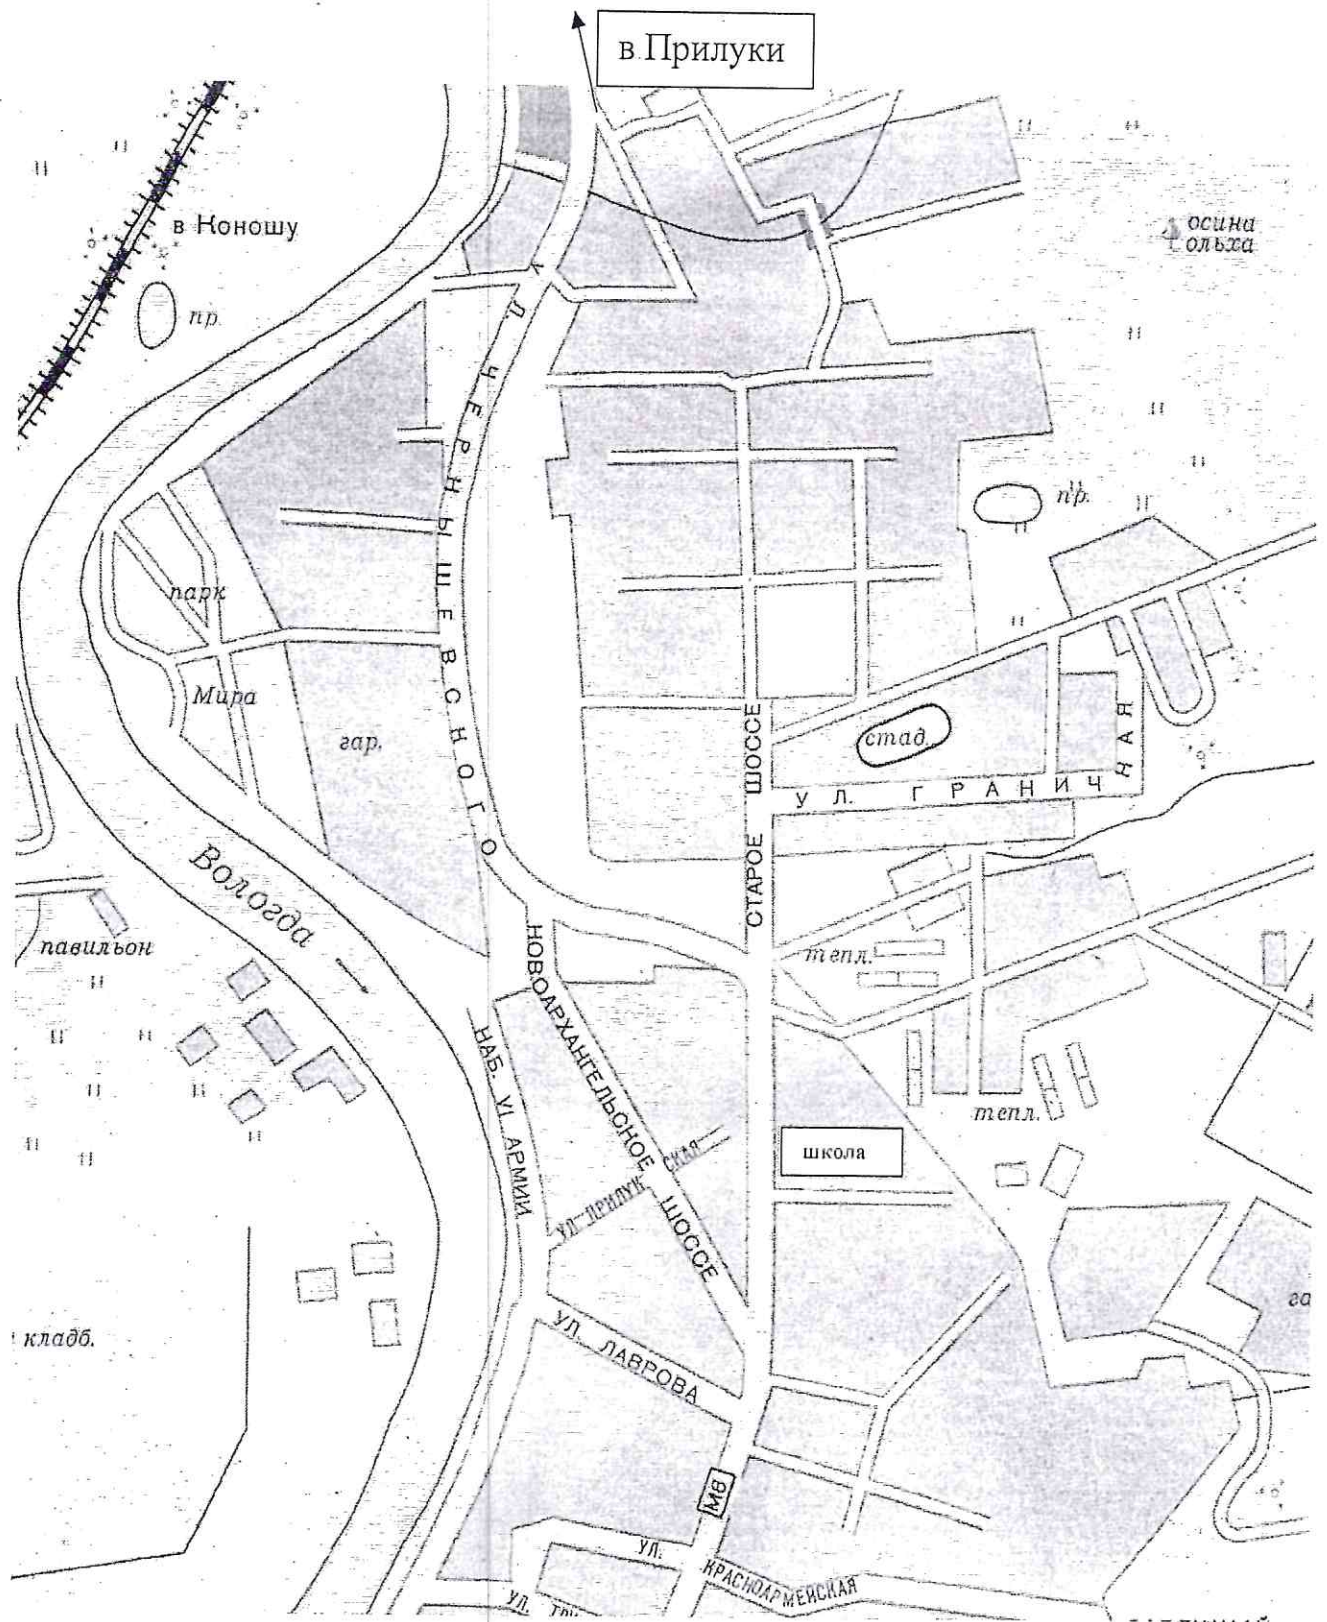 в Прилуки
в Коношу
осина
ольха
пр.
пр.
УЛ. ЧЕРНЫШЕВСКОГО
парк
Мира
гар.
СТАРОЕ ШОССЕ
стад.
УЛ. ГРАНИЧНАЯ
Вологда
павильон
тепл.
НОВОАРХАНГЕЛЬСКОЕ ШОССЕ
НАБ. VI АРМИИ
тепл.
школа
УЛ. ПРИЛУКСКАЯ
кладб.
УЛ. ЛАВРОВА
М8
УЛ. КРАСНОАРМЕЙСКАЯ
УЛ.